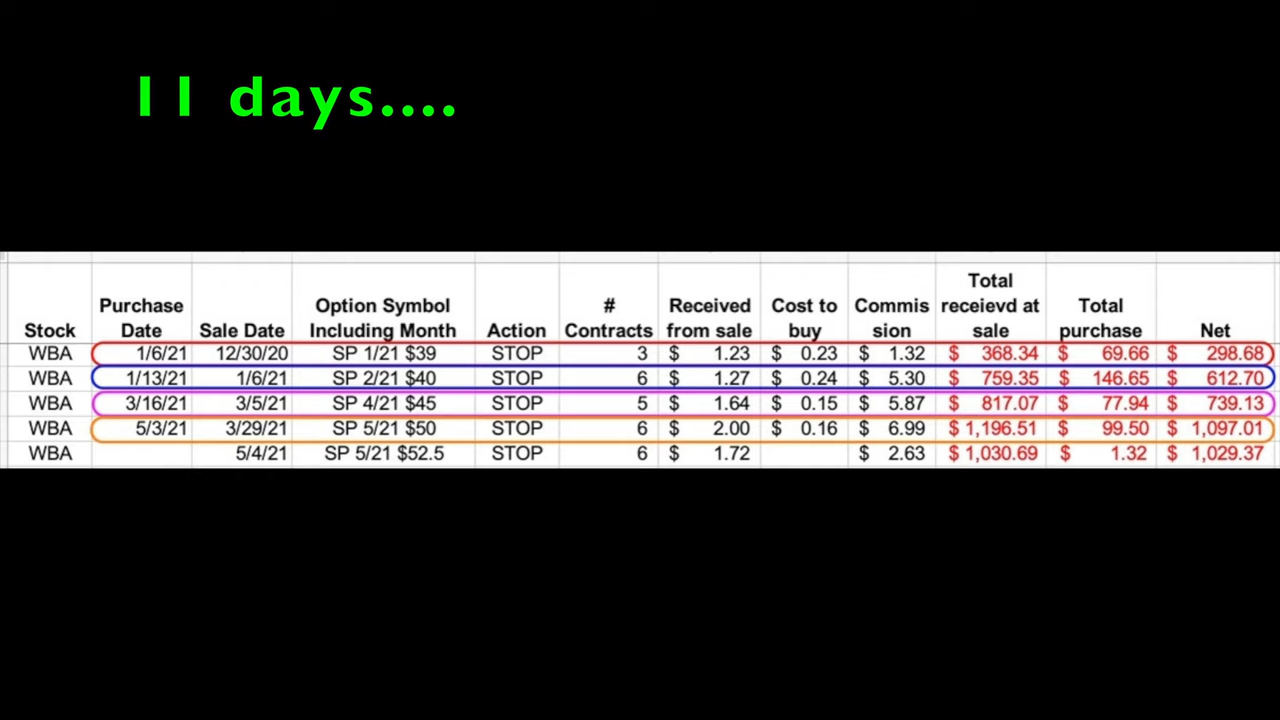 11 days....
Stock Purchase Date Sale Date Option Symbol Including Month Action # Contracts Received from sale Cost to buy Commis sion Total receievd at sale Total purchase Net
WBA 1/6/21 12/30/20 SP 1/21 $39 STOP 3 $ 1.23 $ 0.23 $ 1.32 $ 368.34 $ 69.66 $ 298.68
WBA 1/13/21 1/6/21 SP 2/21 $40 STOP 6 $ 1.27 $ 0.24 $ 5.30 $ 759.35 $ 146.65 $ 612.70
WBA 3/16/21 3/5/21 SP 4/21 $45 STOP 5 $ 1.64 $ 0.15 $ 5.87 $ 817.07 $ 77.94 $ 739.13
WBA 5/3/21 3/29/21 SP 5/21 $50 STOP 6 $ 2.00 $ 0.16 $ 6.99 $ 1,196.51 $ 99.50 $ 1,097.01
WBA 5/4/21 SP 5/21 $52.5 STOP 6 $ 1.72 $ 2.63 $ 1,030.69 $ 1.32 $ 1,029.37